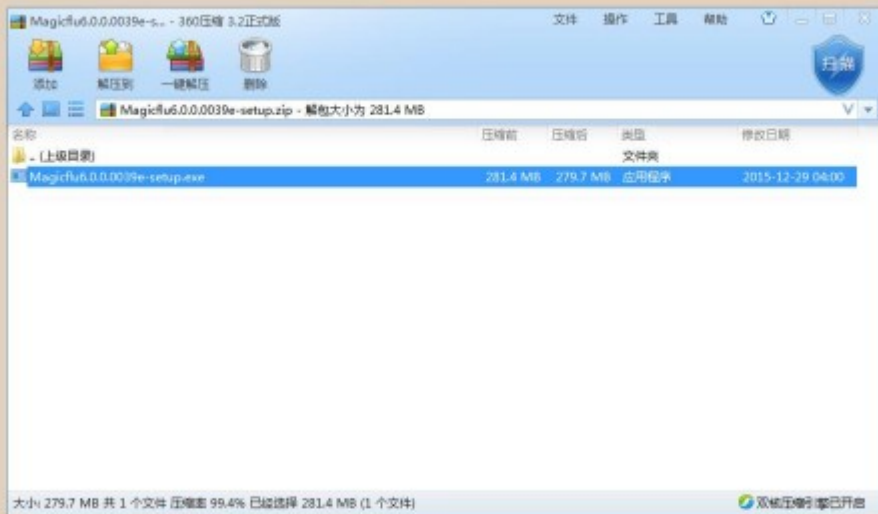 Magicflu6.0.0.0039e-s... - 360压缩 3.2正式版 文件 操作 工具 帮助
添加 解压到 一键解压 删除 扫描
Magicflu6.0.0.0039e-setup.zip - 解包大小为 281.4 MB
名称 压缩前 压缩后 类型 修改日期
.. (上级目录) 文件夹
Magicflu6.0.0.0039e-setup.exe 281.4 MB 279.7 MB 应用程序 2015-12-29 04:00
大小: 279.7 MB 共 1 个文件 压缩率 99.4% 已经选择 281.4 MB (1 个文件) 双核压缩引擎已开启